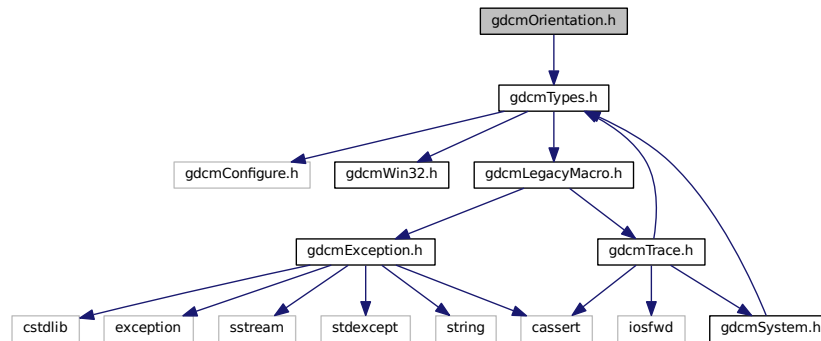 gdcmOrientation.h
gdcmTypes.h
gdcmConfigure.h
gdcmWin32.h
gdcmLegacyMacro.h
gdcmException.h
gdcmTrace.h
cstdlib
exception
sstream
stdexcept
string
cassert
iosfwd
gdcmSystem.h